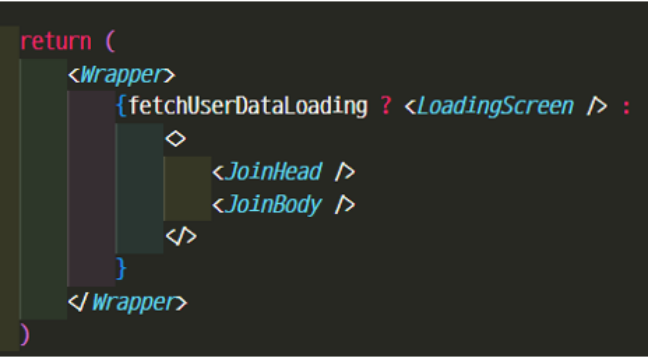 return (
<Wrapper>
{fetchUserDataLoading ? <LoadingScreen /> :
<>
<JoinHead />
<JoinBody />
</>
}
</Wrapper>
)